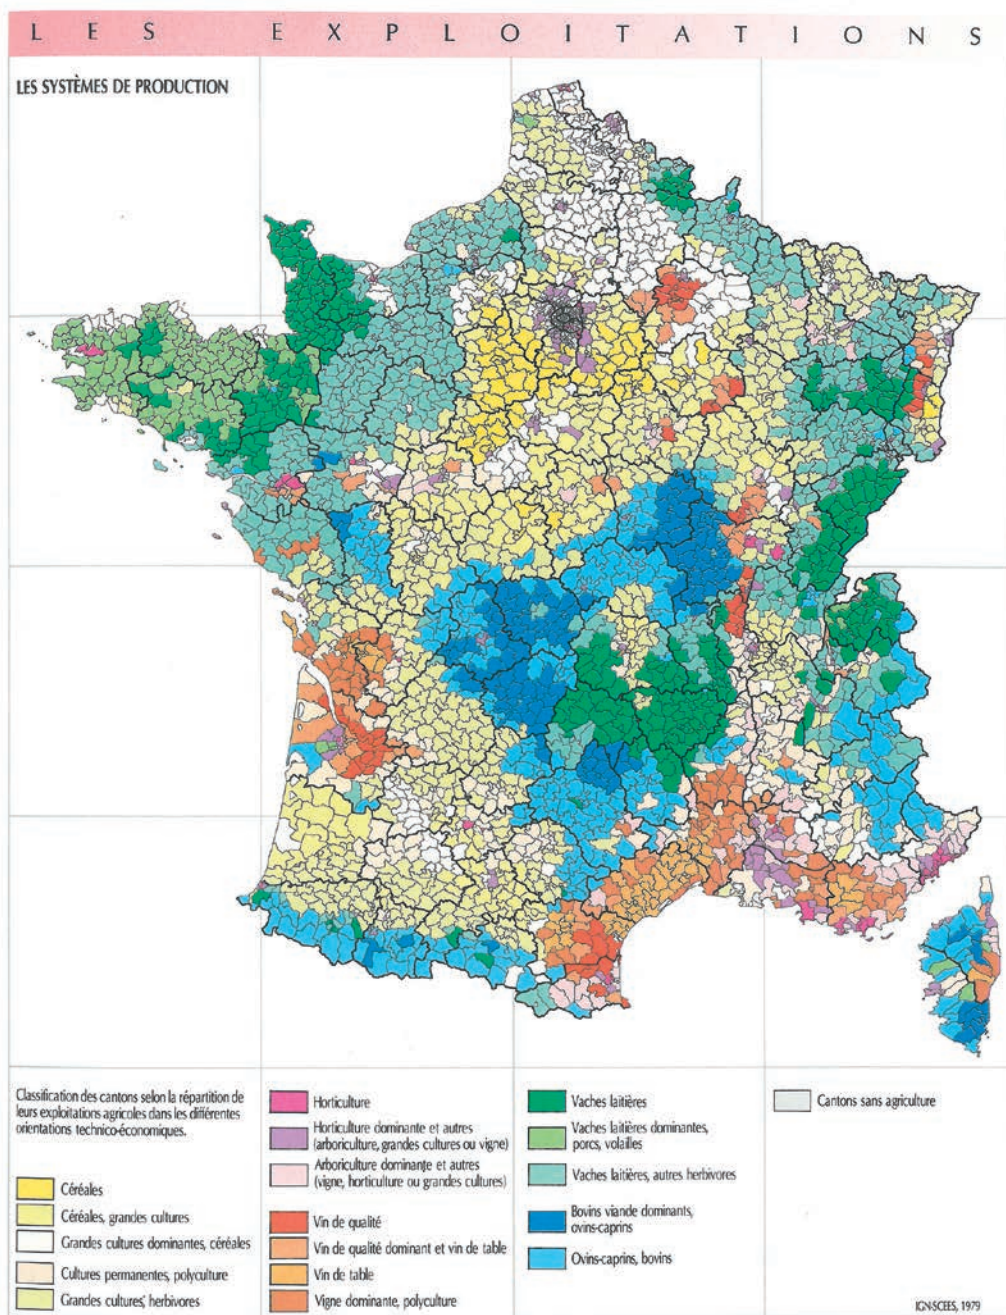 LES EXPLOITATIONS
LES SYSTÈMES DE PRODUCTION
Classification des cantons selon la répartition de
leurs exploitations agricoles dans les différentes
orientations technico-économiques.
Céréales
Céréales, grandes cultures
Grandes cultures dominantes, céréales
Cultures permanentes, polyculture
Grandes cultures, herbivores
Horticulture
Horticulture dominante et autres
(arboriculture, grandes cultures ou vigne)
Arboriculture dominante et autres
(vigne, horticulture ou grandes cultures)
Vin de qualité
Vin de qualité dominant et vin de table
Vin de table
Vigne dominante, polyculture
Vaches laitières
Vaches laitières dominantes,
porcs, volailles
Vaches laitières, autres herbivores
Bovins viande dominants,
ovins-caprins
Ovins-caprins, bovins
Cantons sans agriculture
IGN-SCEES, 1979